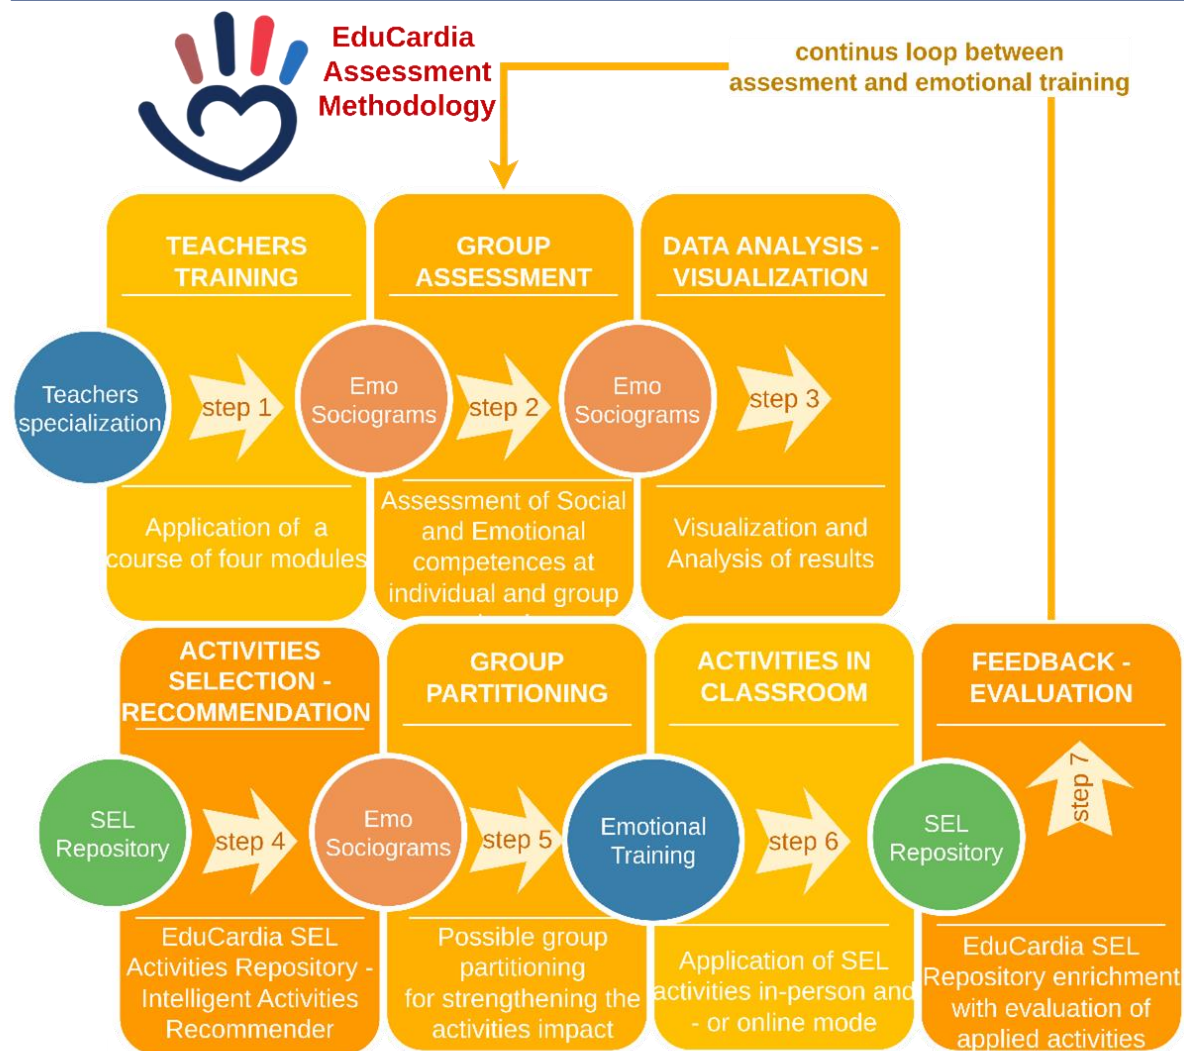 EduCardia
Assessment
Methodology
continus loop between
assesment and emotional training
TEACHERS
TRAINING
Teachers
specialization
step 1
Application of a
course of four modules
GROUP
ASSESSMENT
Emo
Sociograms
step 2
Assessment of Social
and Emotional
competences at
individual and group
DATA ANALYSIS -
VISUALIZATION
Emo
Sociograms
step 3
Visualization and
Analysis of results
ACTIVITIES
SELECTION -
RECOMMENDATION
SEL
Repository
step 4
EduCardia SEL
Activities Repository -
Intelligent Activities
Recommender
GROUP
PARTITIONING
Emo
Sociograms
step 5
Possible group
partitioning
for strengthening the
activities impact
ACTIVITIES IN
CLASSROOM
Emotional
Training
step 6
Application of SEL
activities in-person and
- or online mode
FEEDBACK -
EVALUATION
SEL
Repository
step 7
EduCardia SEL
Repository enrichment
with evaluation of
applied activities